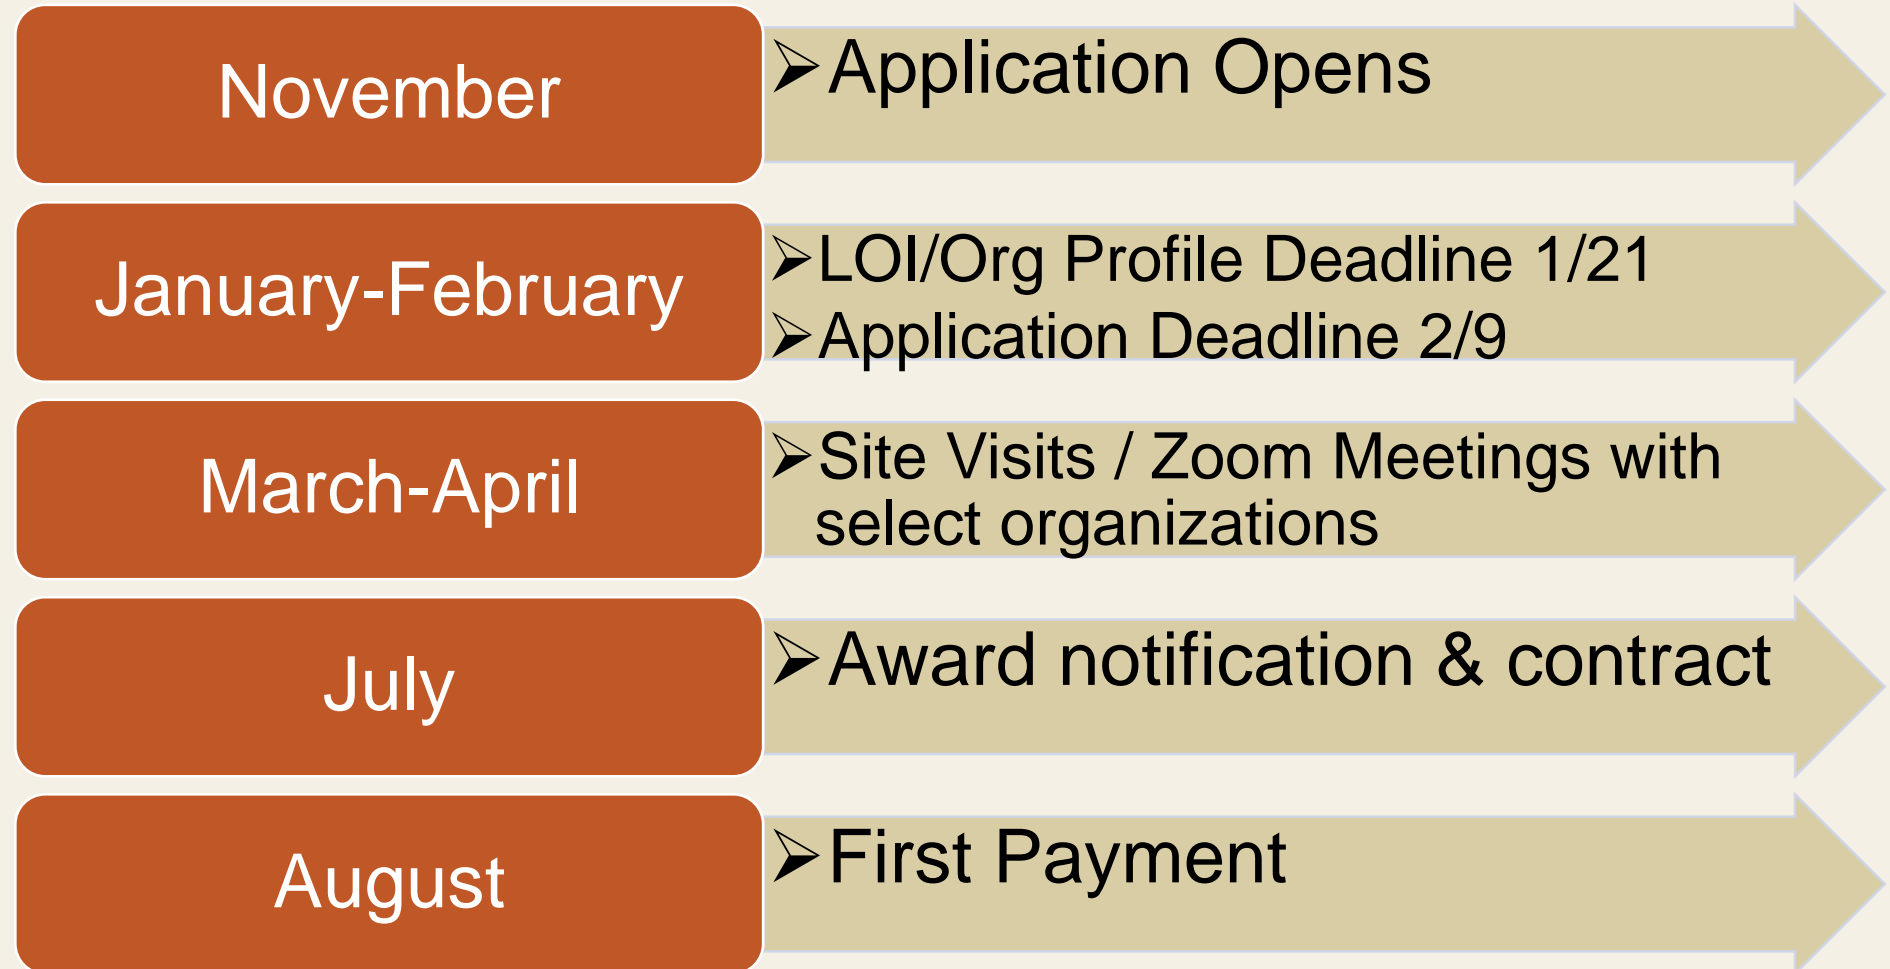 November
➢Application Opens
January-February
➢LOI/Org Profile Deadline 1/21
➢Application Deadline 2/9
March-April
➢Site Visits / Zoom Meetings with
select organizations
July
➢Award notification & contract
August
➢First Payment